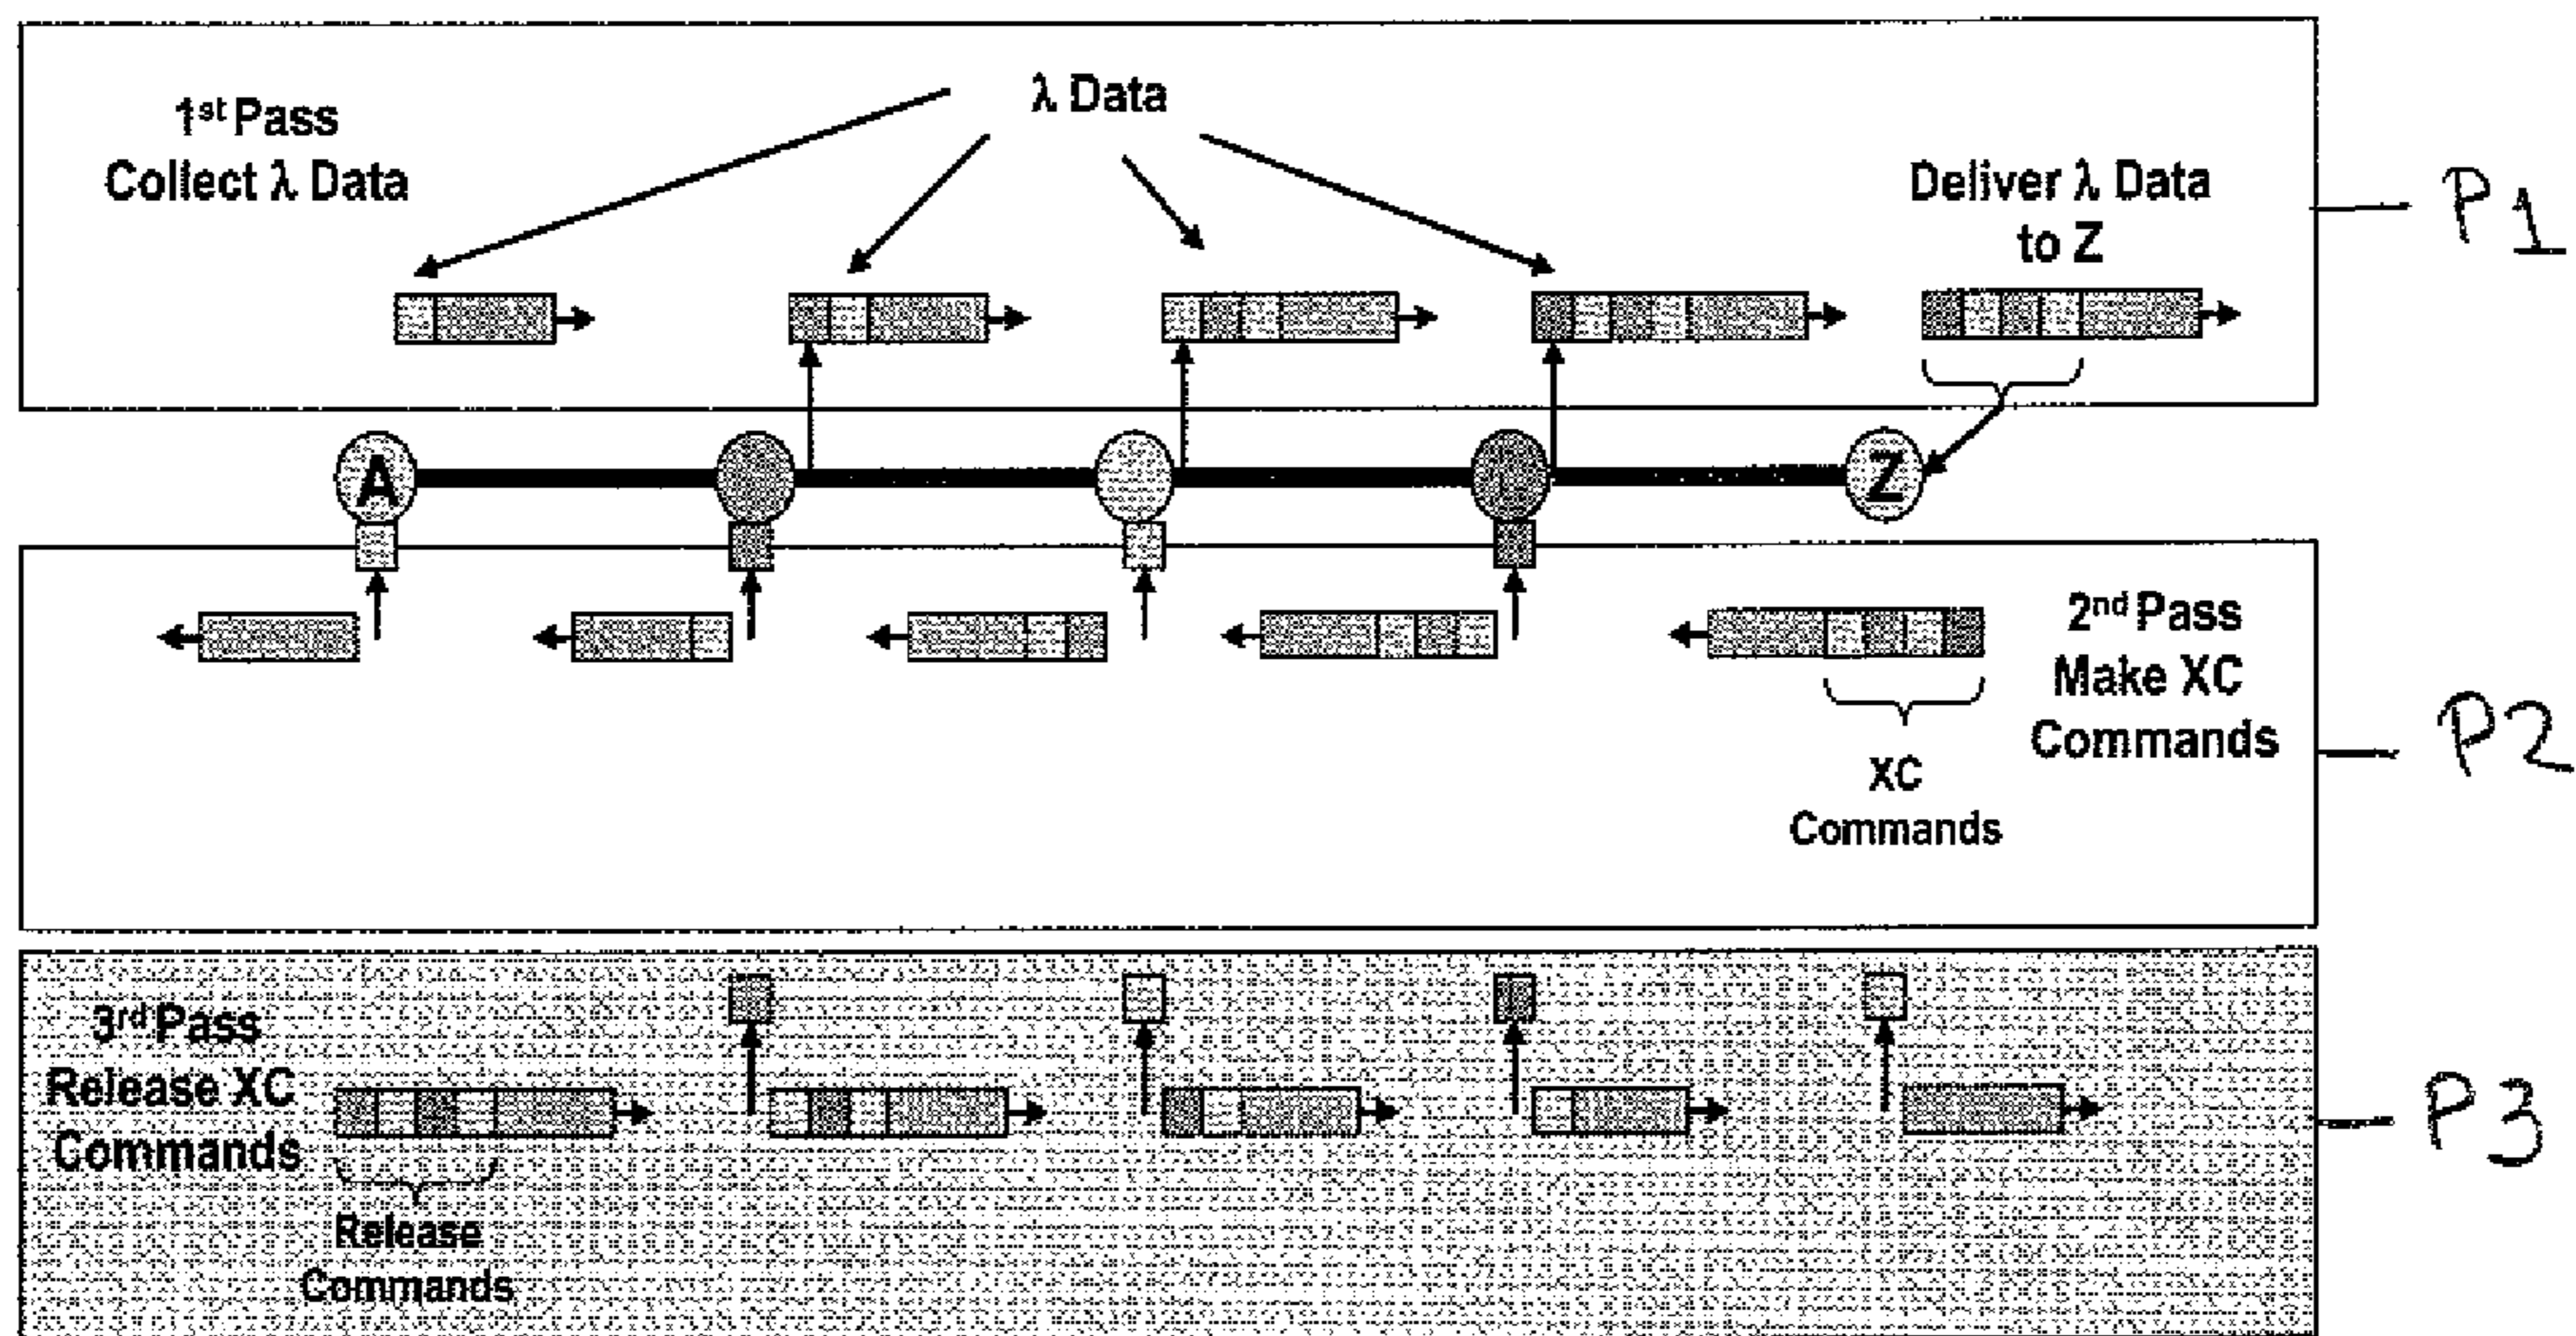 1st Pass
Collect λ Data
λ Data
Deliver λ Data
to Z
P1
A
Z
2nd Pass
Make XC
Commands
XC
Commands
P2
3rd Pass
Release XC
Commands
Release
Commands
P3